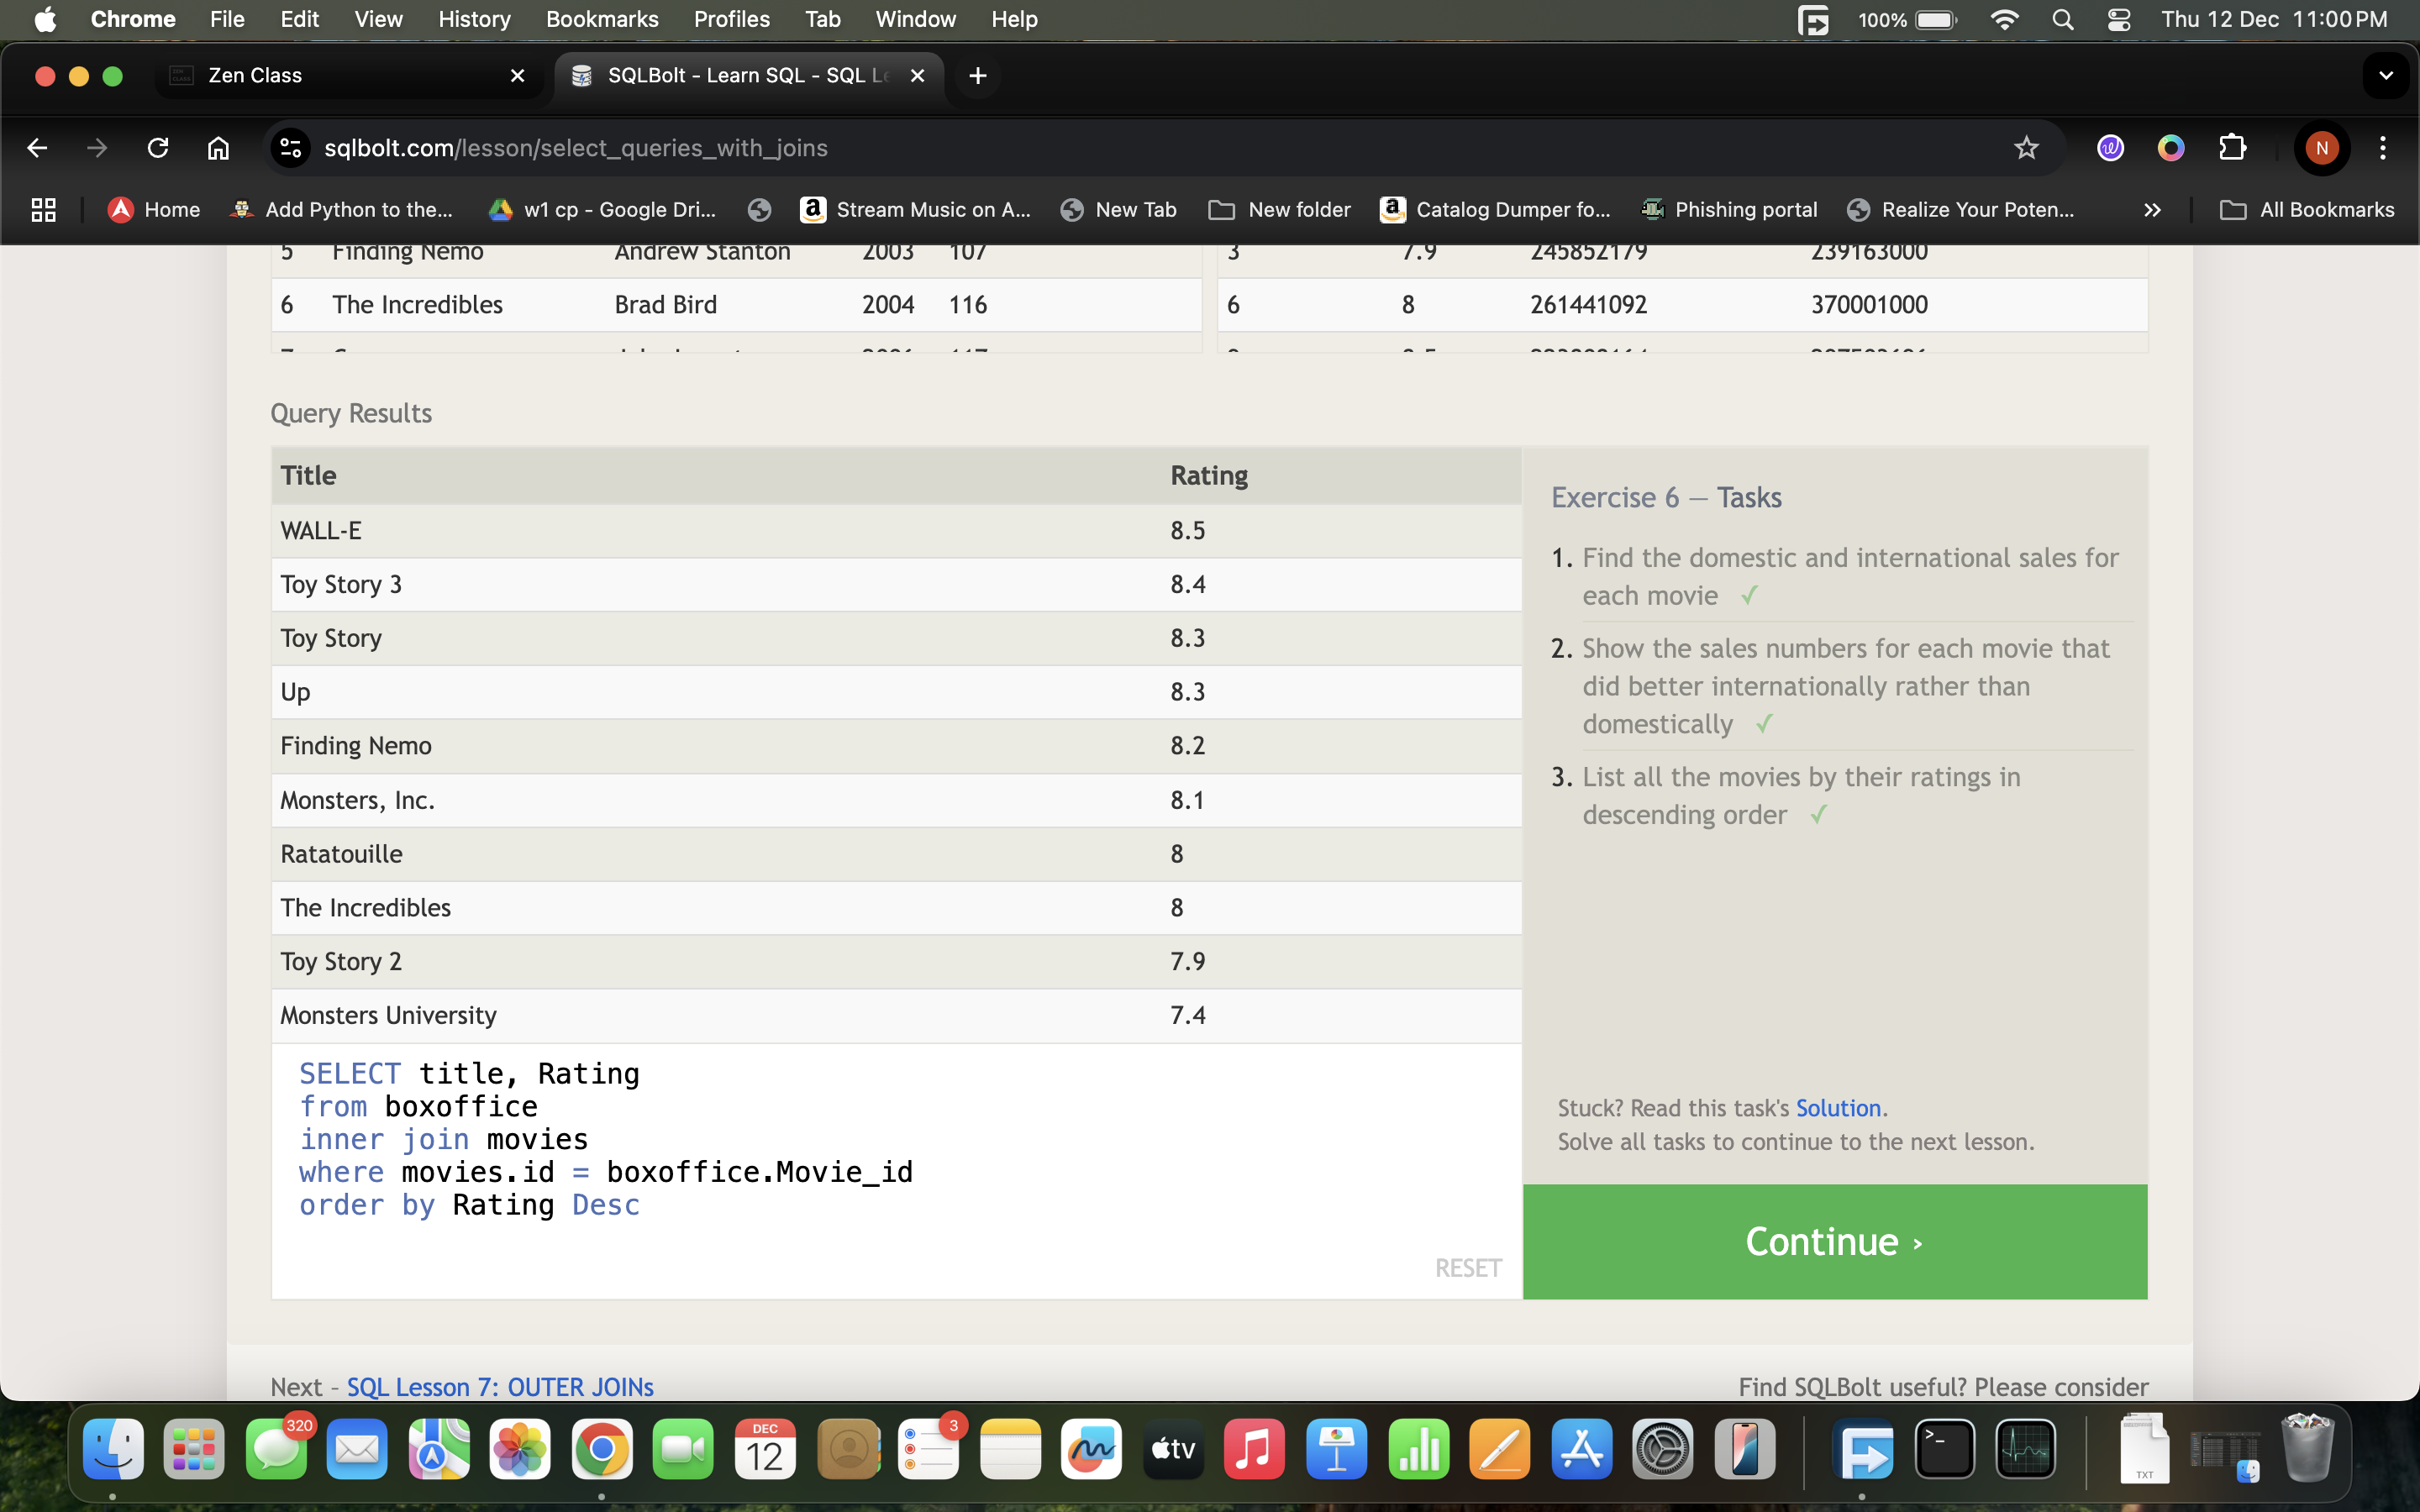 Chrome File Edit View History Bookmarks Profiles Tab Window Help 100% Thu 12 Dec 11:00 PM
Zen Class SQLBolt - Learn SQL - SQL Le
sqlbolt.com/lesson/select_queries_with_joins N
Home Add Python to the... w1 cp - Google Dri... Stream Music on A... New Tab New folder Catalog Dumper fo... Phishing portal Realize Your Poten... All Bookmarks
5 Finding Nemo Andrew Stanton 2003 107 3 7.9 245852179 239163000
6 The Incredibles Brad Bird 2004 116 6 8 261441092 370001000
Query Results
Title Rating
WALL-E 8.5
Toy Story 3 8.4
Toy Story 8.3
Up 8.3
Finding Nemo 8.2
Monsters, Inc. 8.1
Ratatouille 8
The Incredibles 8
Toy Story 2 7.9
Monsters University 7.4
SELECT title, Rating
from boxoffice
inner join movies
where movies.id = boxoffice.Movie_id
order by Rating Desc
RESET
Exercise 6 — Tasks
1. Find the domestic and international sales for
each movie ✓
2. Show the sales numbers for each movie that
did better internationally rather than
domestically ✓
3. List all the movies by their ratings in
descending order ✓
Stuck? Read this task's Solution.
Solve all tasks to continue to the next lesson.
Continue ›
Next - SQL Lesson 7: OUTER JOINs
Find SQLBolt useful? Please consider
320
DEC
12
3
tv
TXT